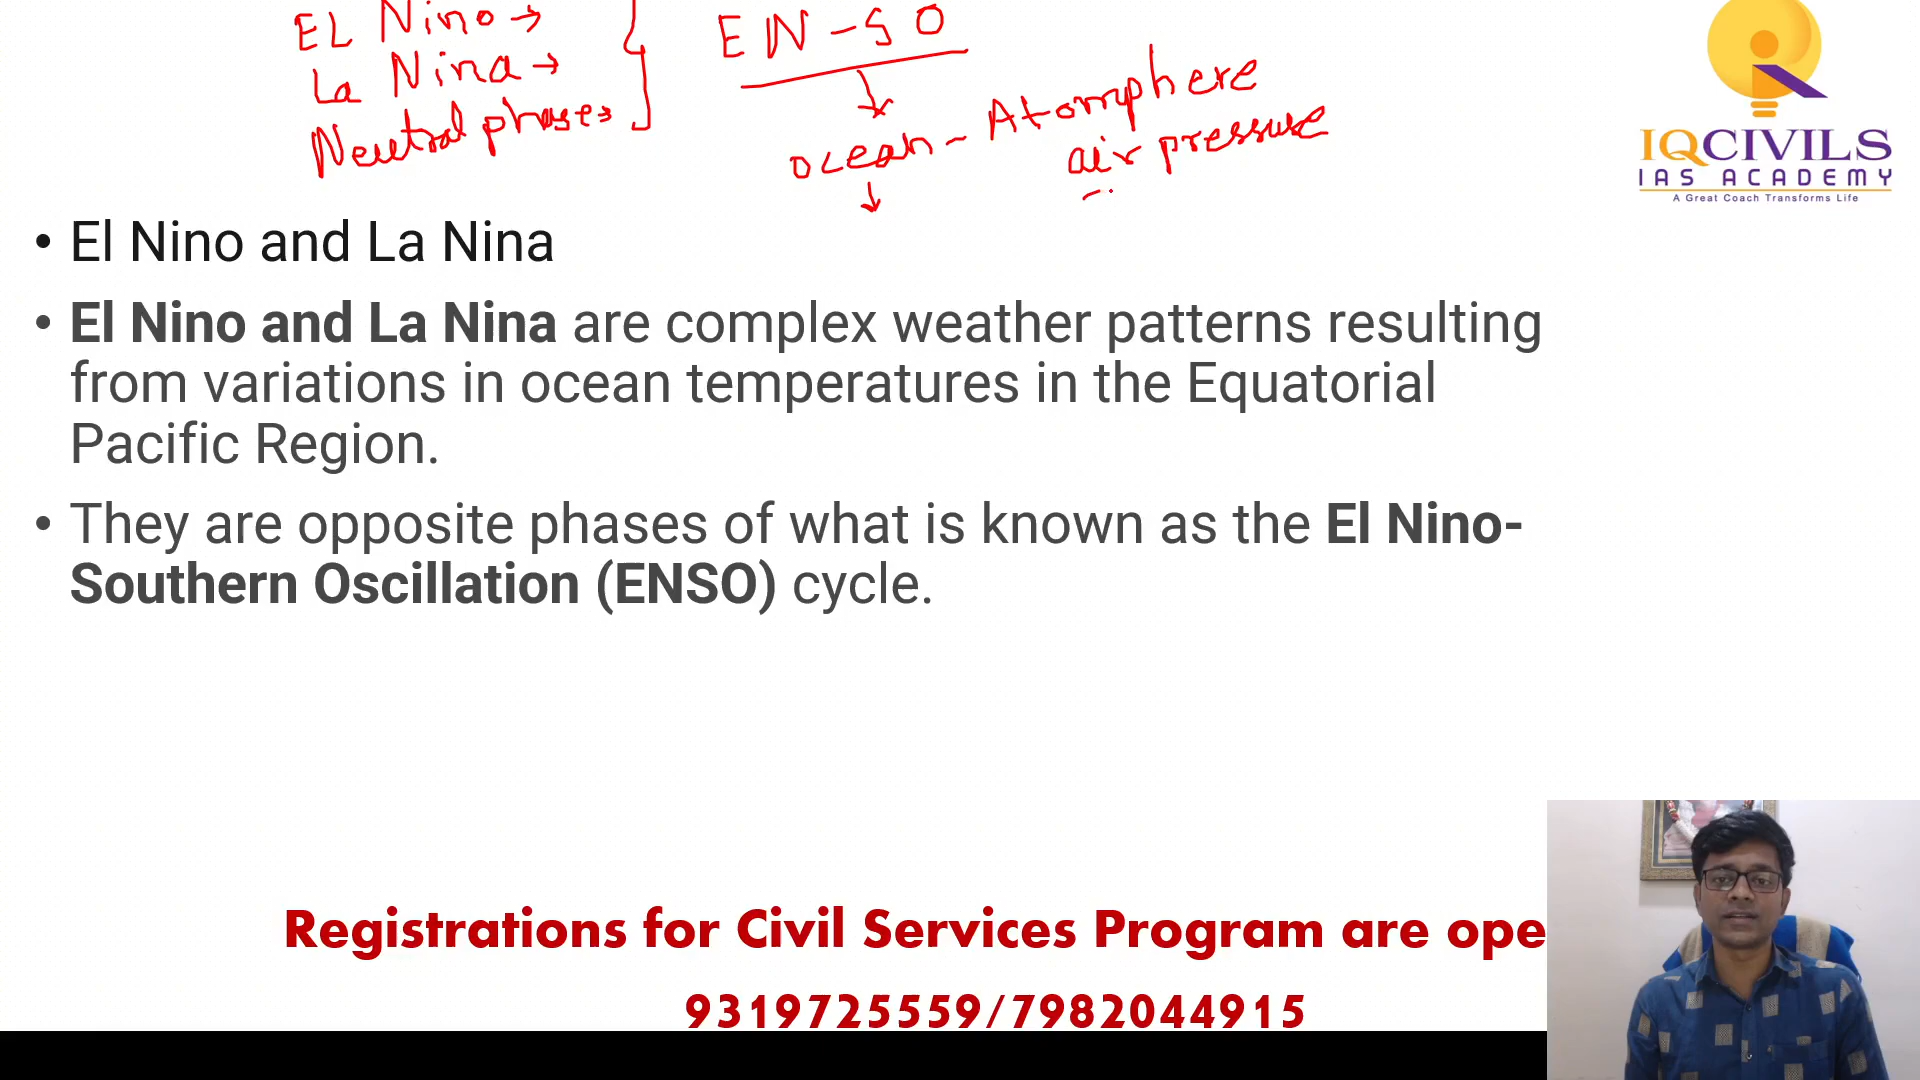 EL Nino →
La Nina →
Neutral phases
EN-SO
ocean - Atomphere
air pressure
IQCIVILS
IAS ACADEMY
A Great Coach Transforms Life
• El Nino and La Nina
• El Nino and La Nina are complex weather patterns resulting
from variations in ocean temperatures in the Equatorial
Pacific Region.
• They are opposite phases of what is known as the El Nino-
Southern Oscillation (ENSO) cycle.
Registrations for Civil Services Program are ope
9319725559/7982044915